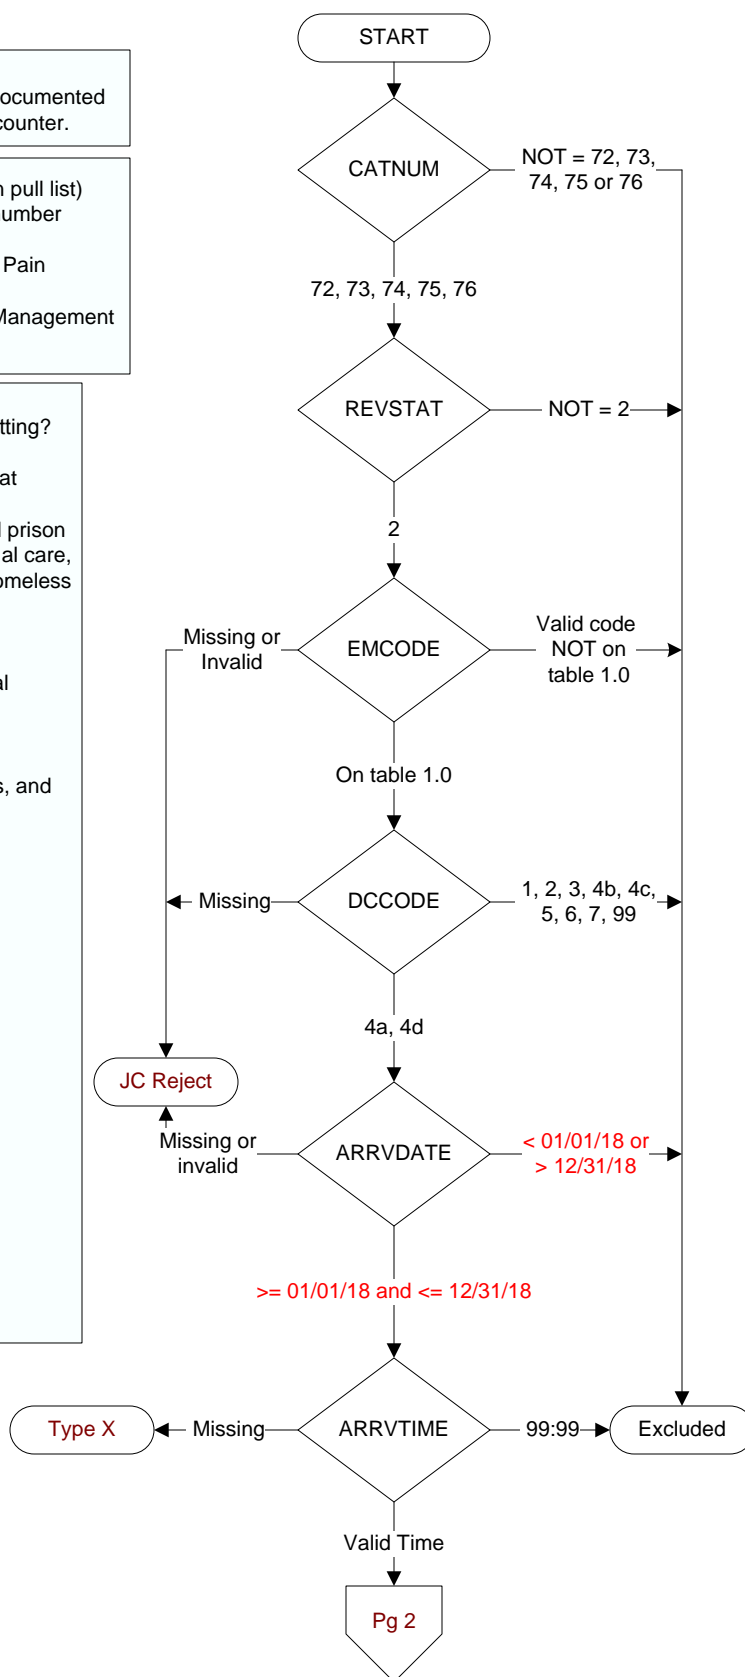 START
ocumented
counter.
CATNUM
NOT = 72, 73,
74, 75 or 76
pull list)
umber
Pain
Management
72, 73, 74, 75, 76
REVSTAT
NOT = 2
tting?
at
prison
al care,
omeless
al
s, and
2
EMCODE
Missing or
Invalid
Valid code
NOT on
table 1.0
On table 1.0
DCCODE
Missing
1, 2, 3, 4b, 4c,
5, 6, 7, 99
4a, 4d
JC Reject
ARRVDATE
Missing or
invalid
< 01/01/18 or
> 12/31/18
>= 01/01/18 and <= 12/31/18
Type X
Missing
ARRVTIME
99:99
Excluded
Valid Time
Pg 2